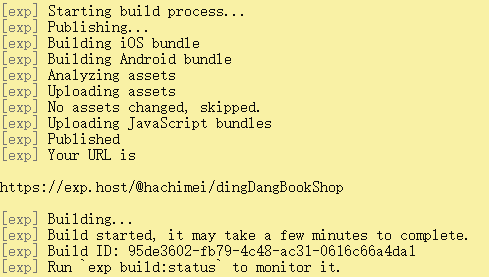 [exp] Starting build process...
[exp] Publishing...
[exp] Building iOS bundle
[exp] Building Android bundle
[exp] Analyzing assets
[exp] Uploading assets
[exp] No assets changed, skipped.
[exp] Uploading JavaScript bundles
[exp] Published
[exp] Your URL is
https://exp.host/@hachimei/dingDangBookShop
[exp] Building...
[exp] Build started, it may take a few minutes to complete.
[exp] Build ID: 95de3602-fb79-4c48-ac31-0616c66a4da1
[exp] Run `exp build:status` to monitor it.